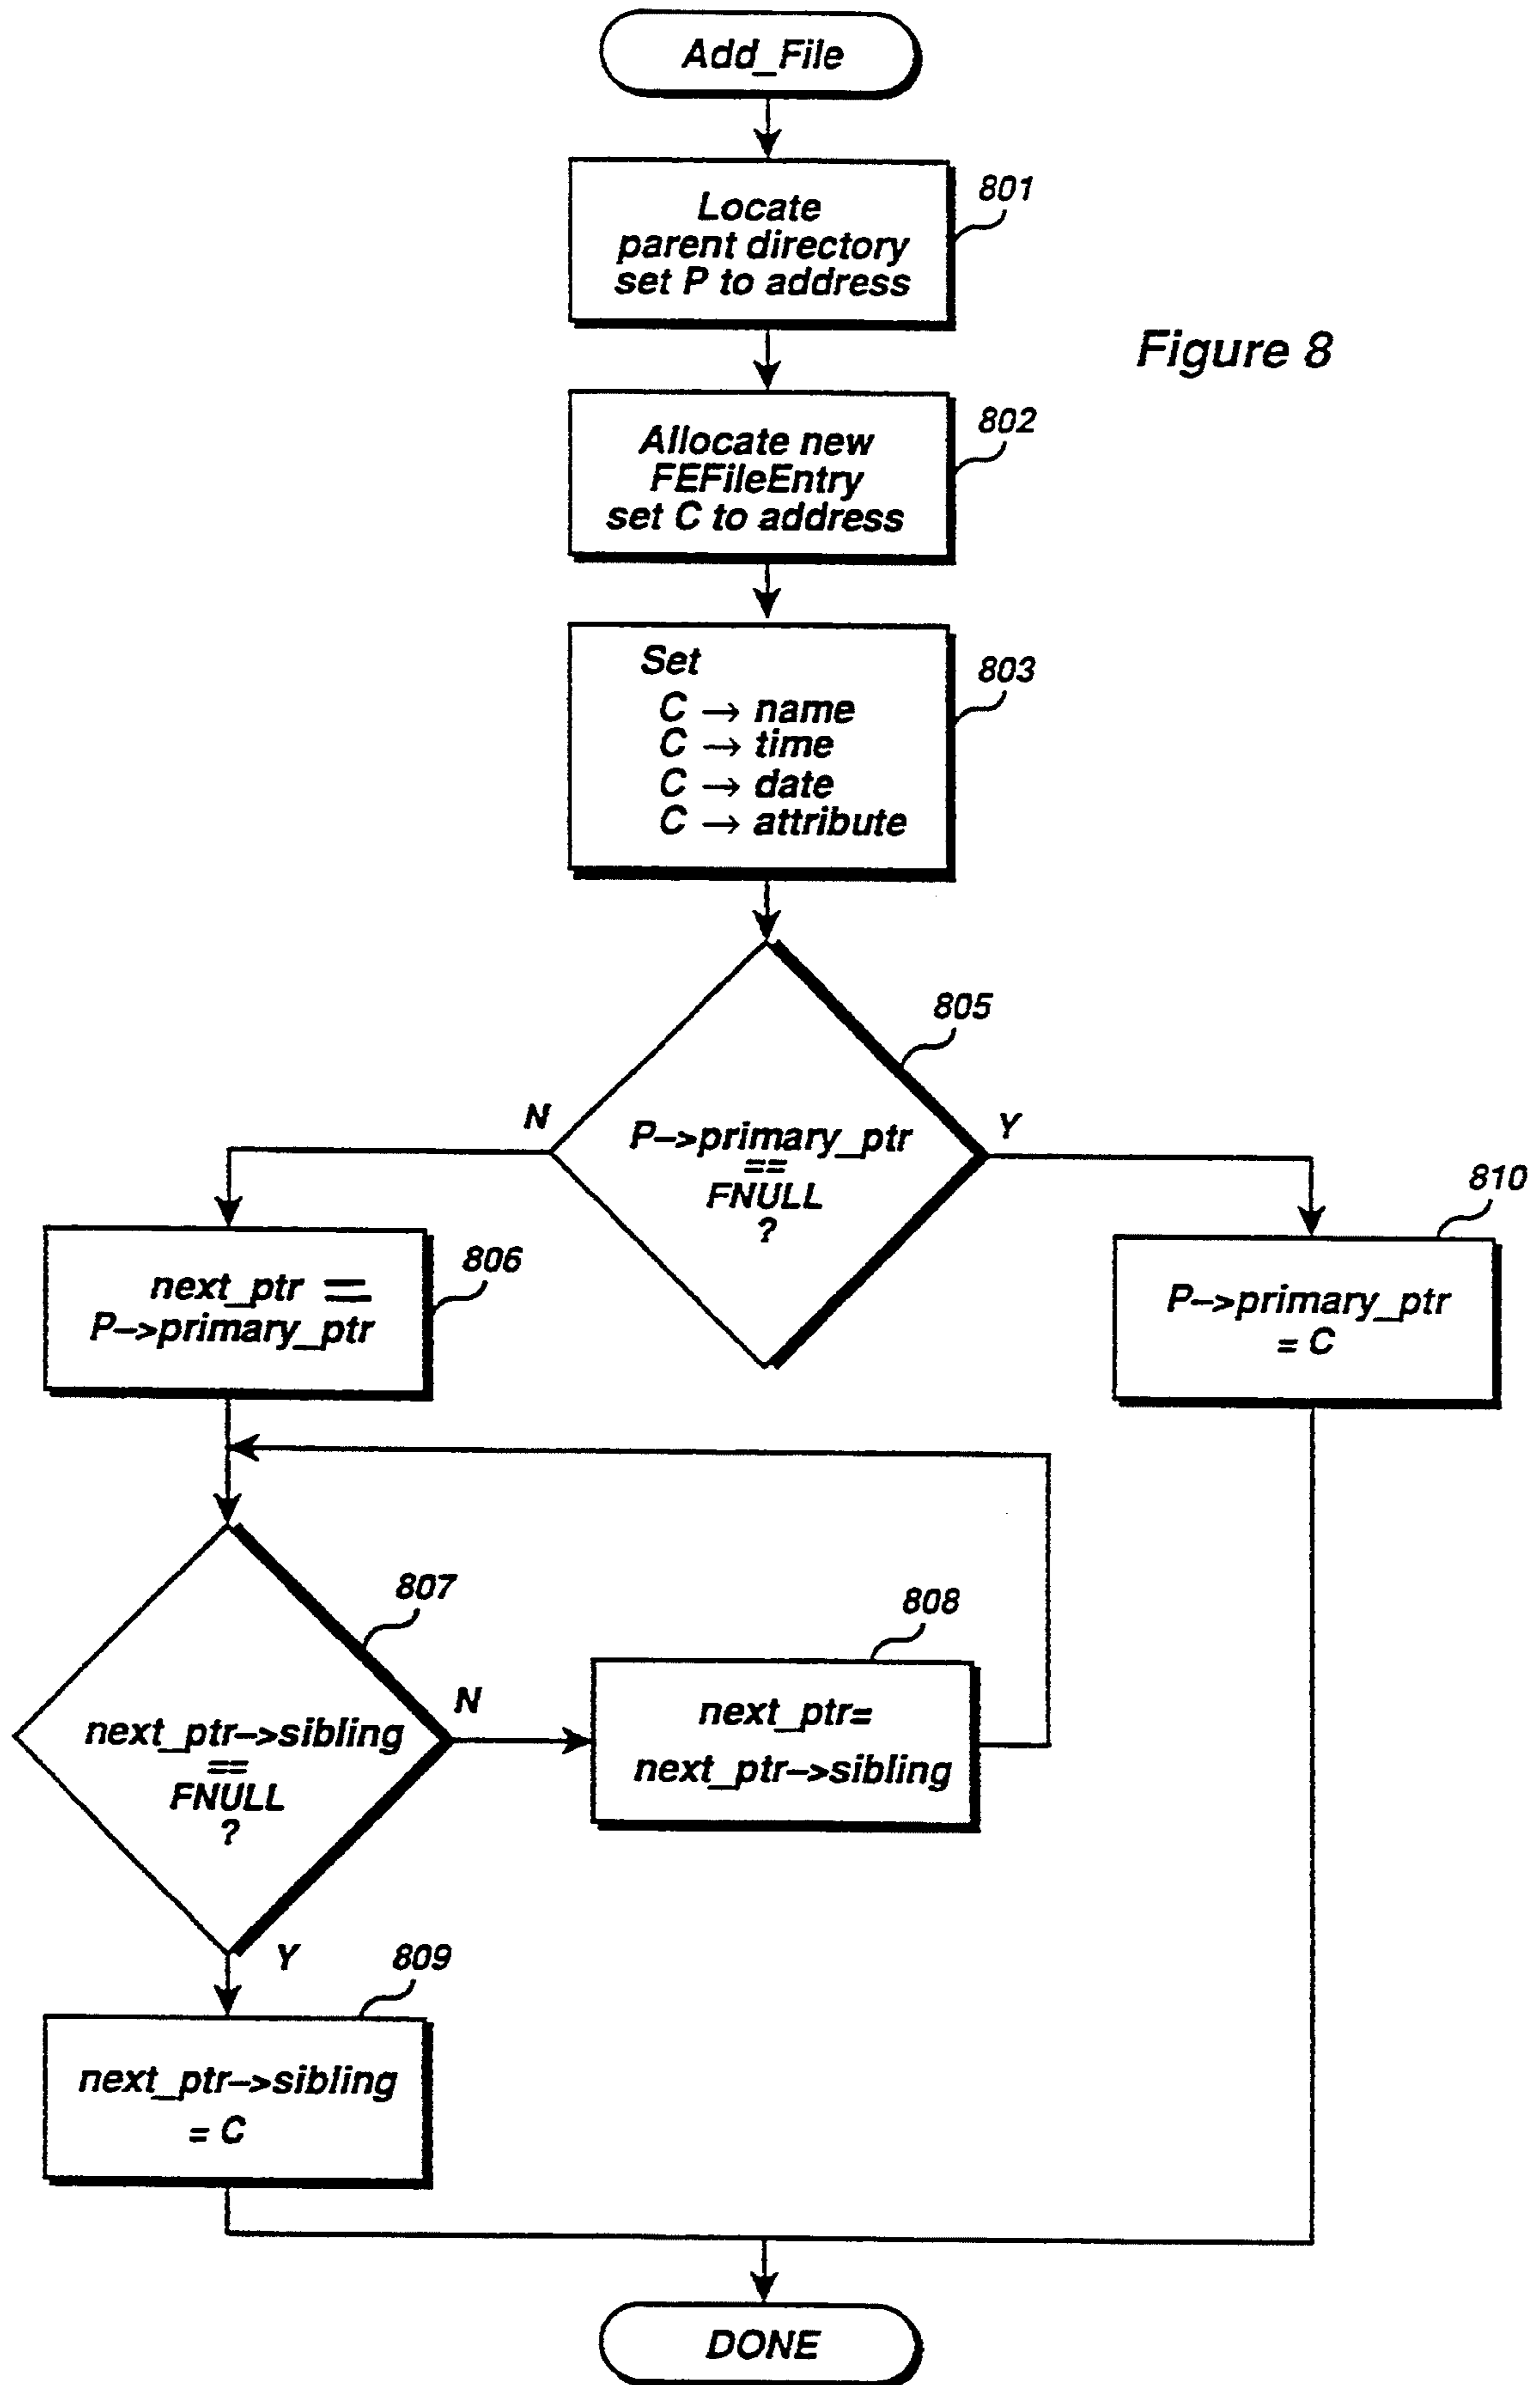 Add_File
801
Locate
parent directory
set P to address
Figure 8
802
Allocate new
FEFileEntry
set C to address
803
Set
C → name
C → time
C → date
C → attribute
805
N
Y
P–>primary_ptr
==
FNULL
?
810
P–>primary_ptr
= C
806
next_ptr =
P–>primary_ptr
807
next_ptr–>sibling
==
FNULL
?
N
808
next_ptr=
next_ptr–>sibling
Y
809
next_ptr–>sibling
= C
DONE